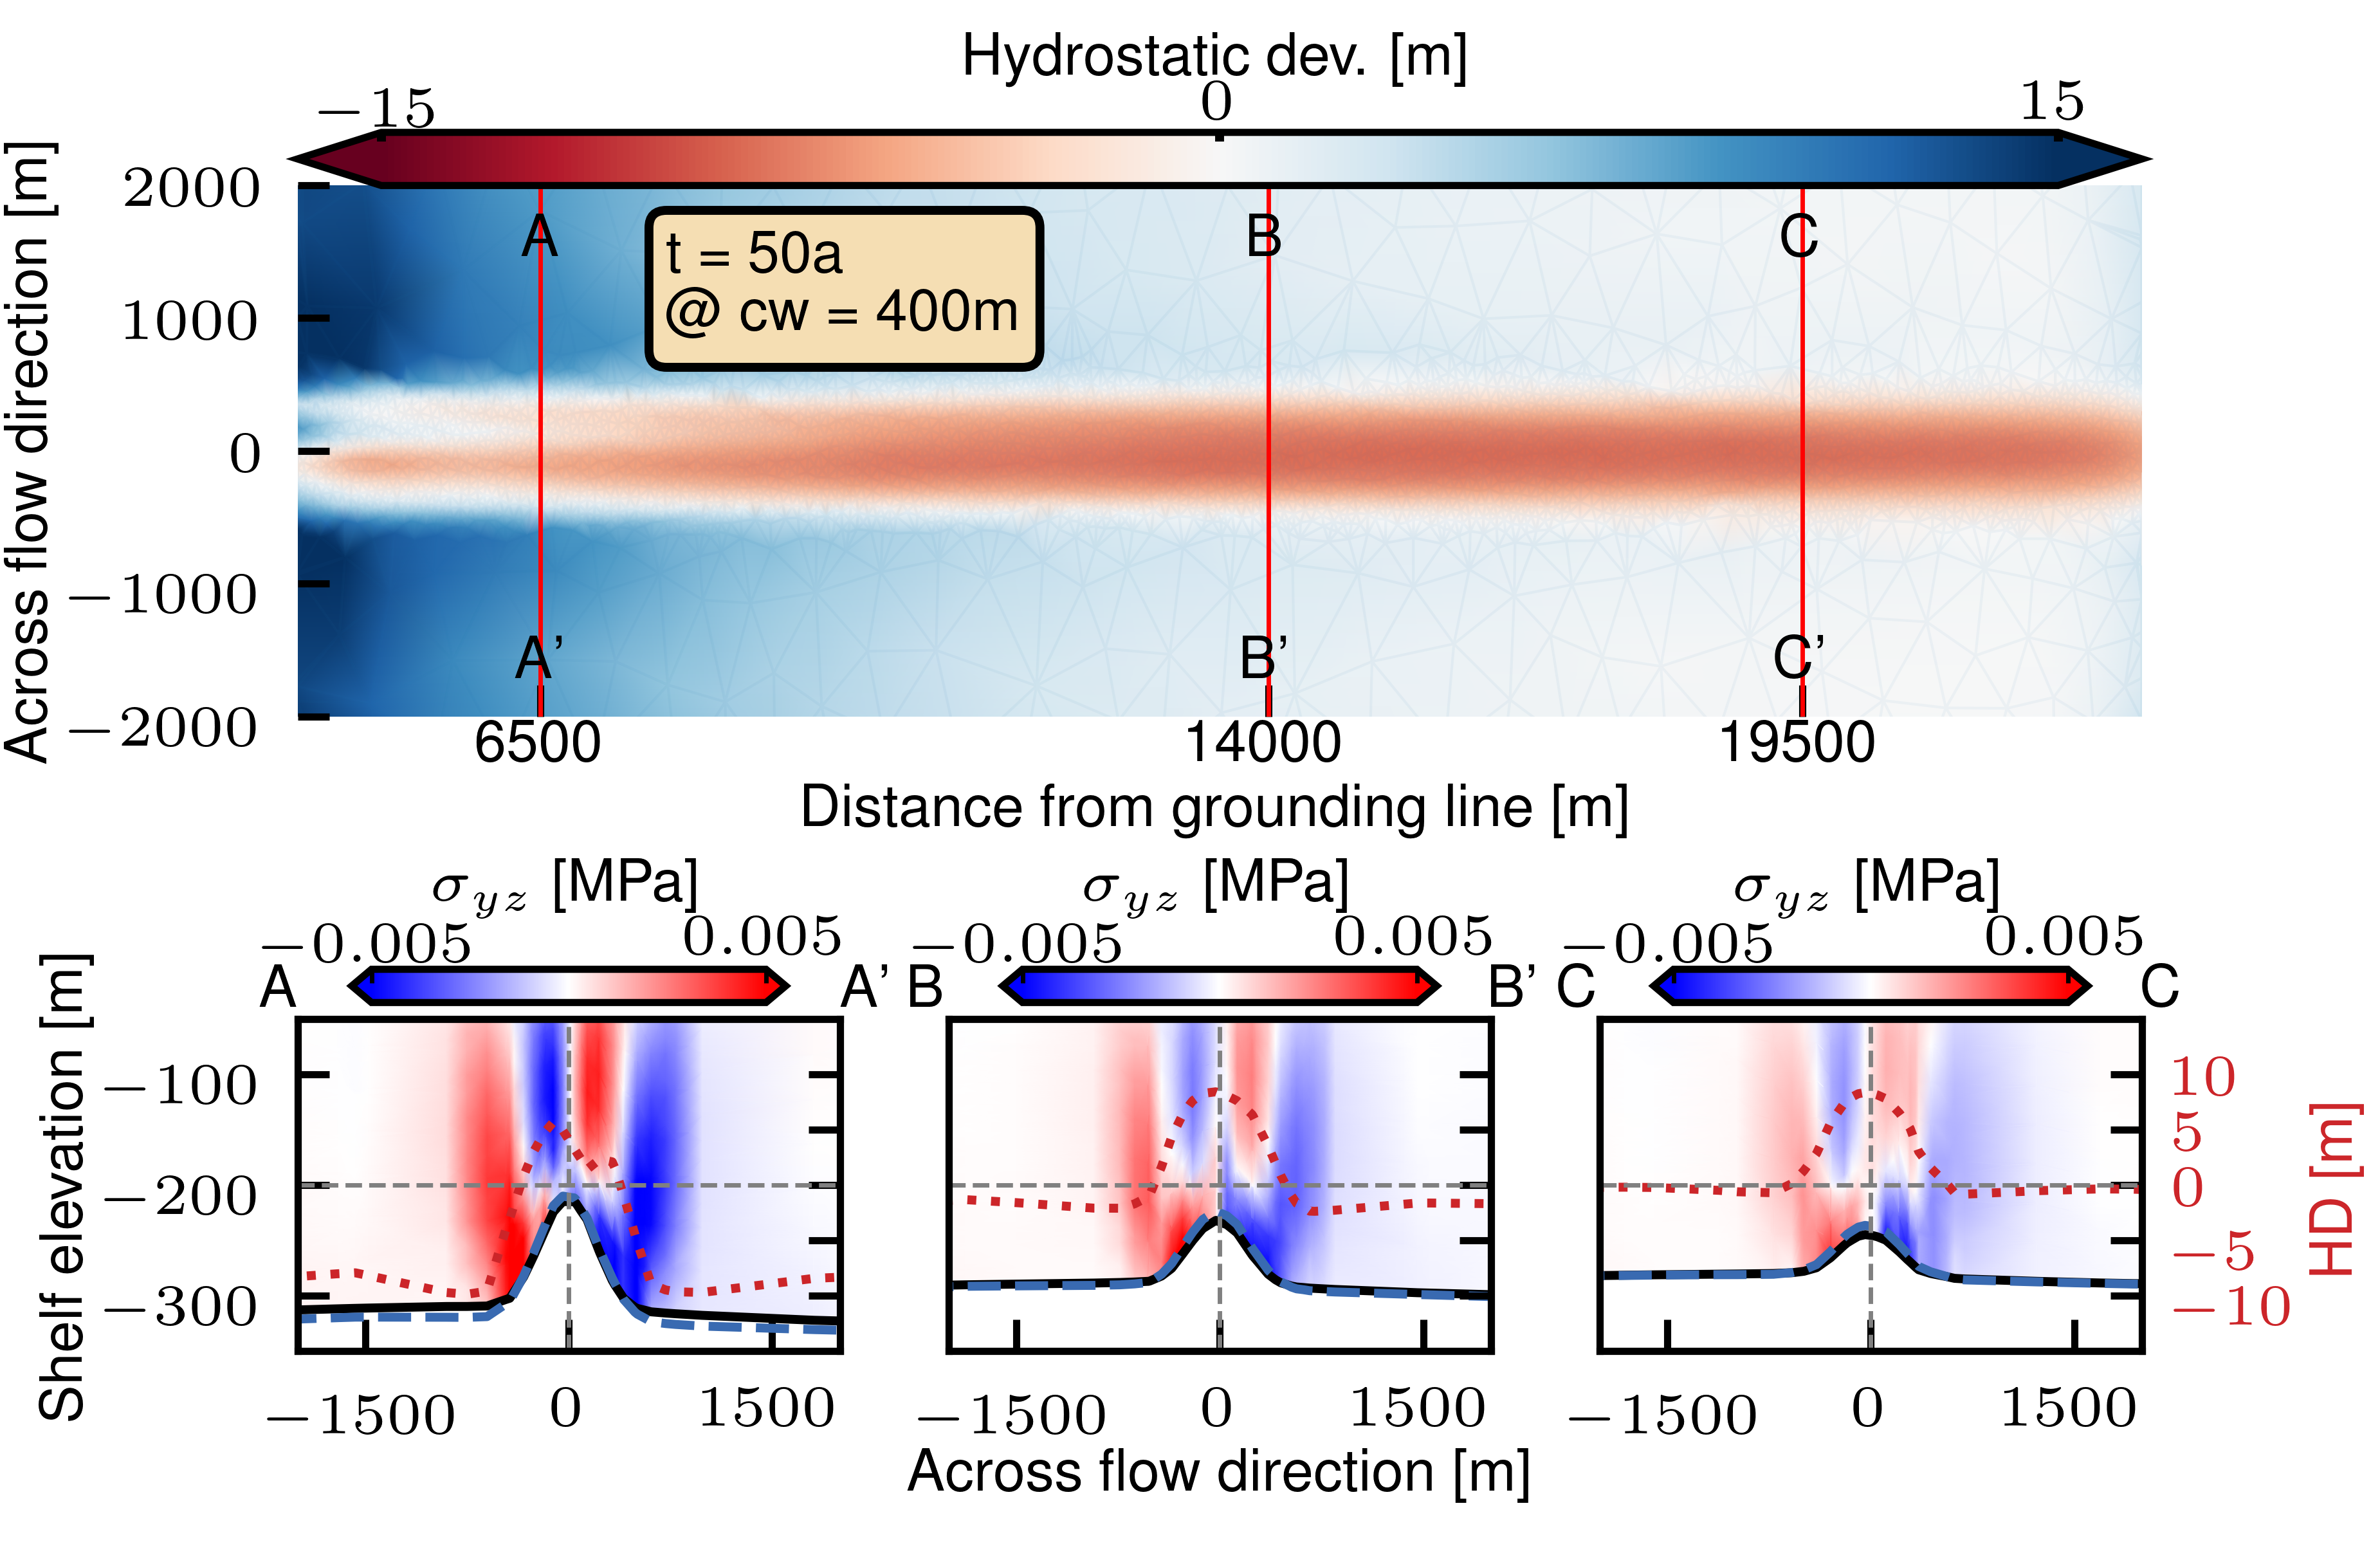 Hydrostatic dev. [m]
−15 0 15
Across flow direction [m]
2000
1000
0
−1000
−2000
A B C
t = 50a
@ cw = 400m
A' B' C'
6500 14000 19500
Distance from grounding line [m]
σyz [MPa] σyz [MPa] σyz [MPa]
−0.005 0.005 −0.005 0.005 −0.005 0.005
A A' B B' C C
Shelf elevation [m]
−100
−200
−300
10
5
0
−5
−10
HD [m]
−1500 0 1500 −1500 0 1500 −1500 0 1500
Across flow direction [m]